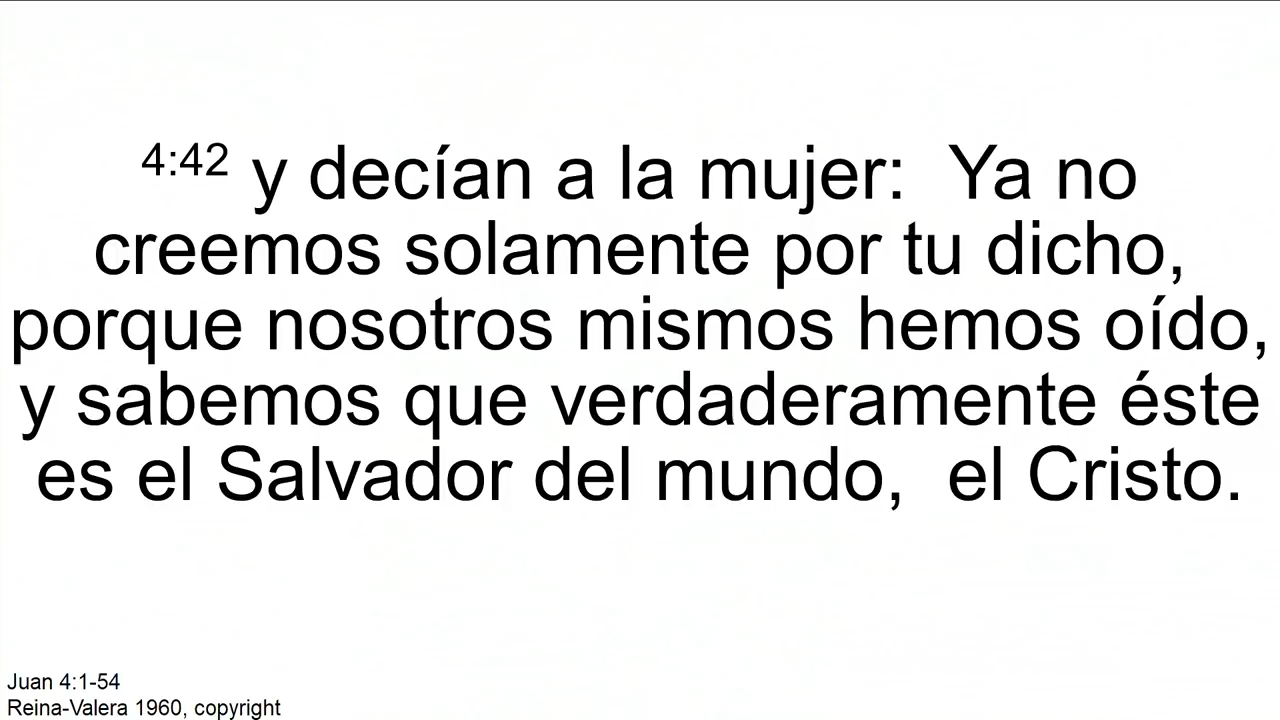 4:42 y decían a la mujer:  Ya no
creemos solamente por tu dicho,
porque nosotros mismos hemos oído,
y sabemos que verdaderamente éste
es el Salvador del mundo,  el Cristo.
Juan 4:1-54
Reina-Valera 1960, copyright